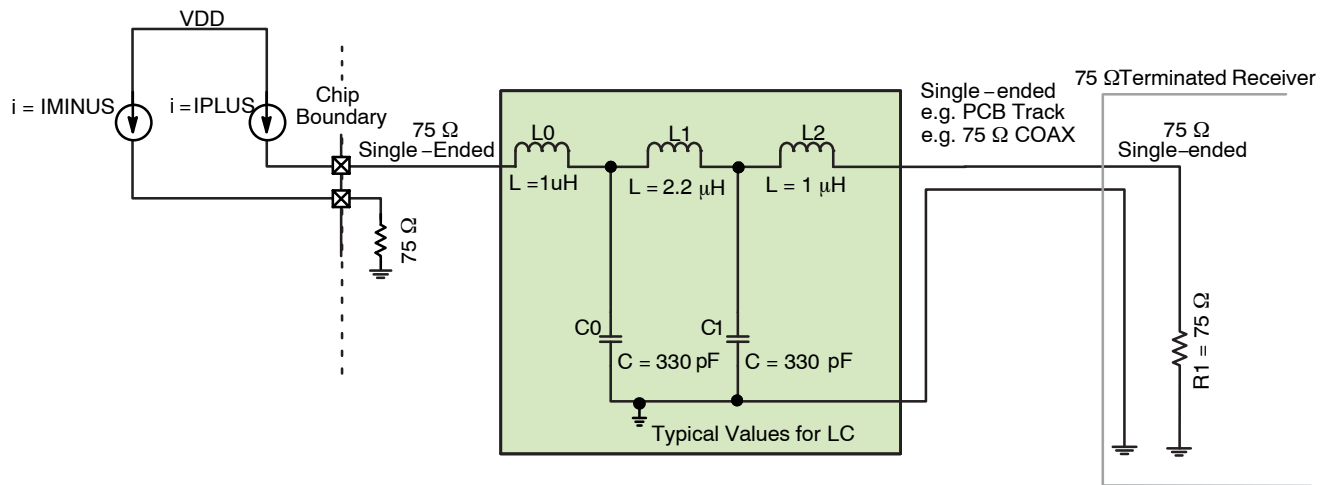 VDD
i = IMINUS
i = IPLUS
Chip
Boundary
75 Ω
Single –Ended
75 Ω
L0
L = 1uH
L1
L = 2.2 μH
L2
L = 1 μH
C0
C = 330 pF
C1
C = 330 pF
Typical Values for LC
Single –ended
e.g. PCB Track
e.g. 75 Ω COAX
75 ΩTerminated Receiver
75 Ω
Single–ended
R1 = 75 Ω